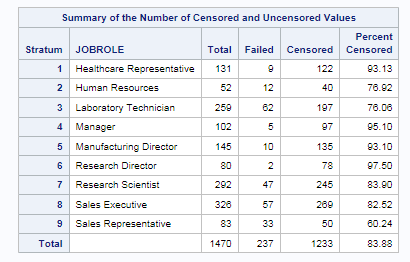 Summary of the Number of Censored and Uncensored Values
Stratum JOBROLE Total Failed Censored Percent Censored
1 Healthcare Representative 131 9 122 93.13
2 Human Resources 52 12 40 76.92
3 Laboratory Technician 259 62 197 76.06
4 Manager 102 5 97 95.10
5 Manufacturing Director 145 10 135 93.10
6 Research Director 80 2 78 97.50
7 Research Scientist 292 47 245 83.90
8 Sales Executive 326 57 269 82.52
9 Sales Representative 83 33 50 60.24
Total 1470 237 1233 83.88